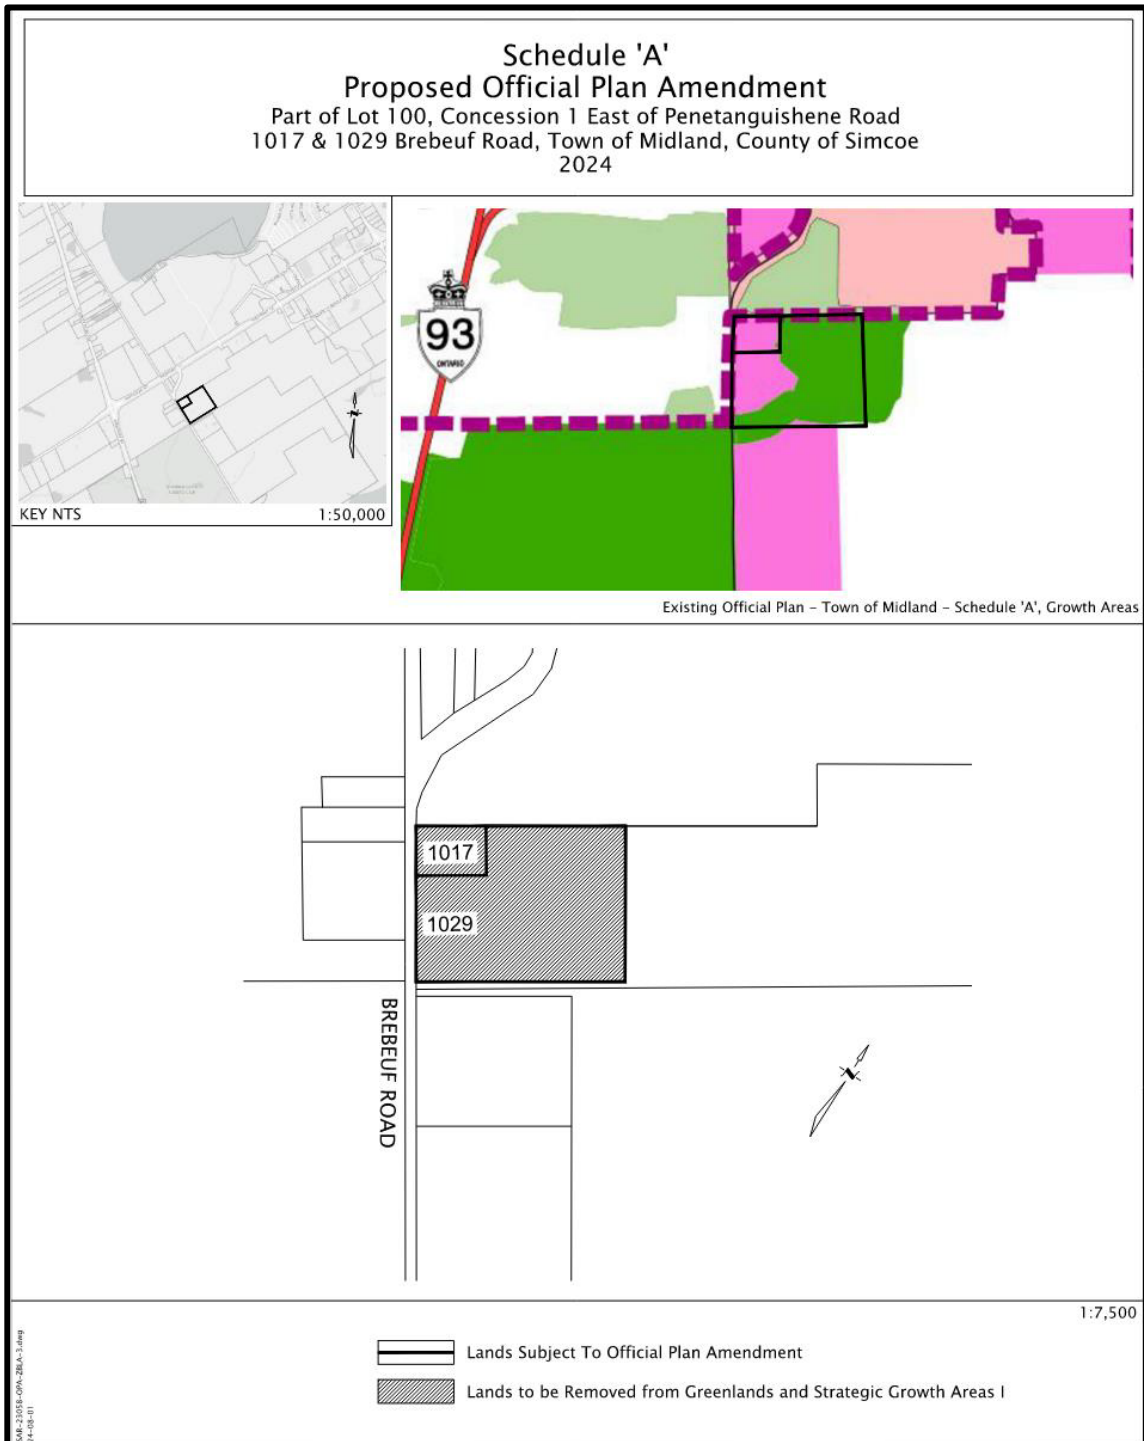 Schedule 'A'
Proposed Official Plan Amendment
Part of Lot 100, Concession 1 East of Penetanguishene Road
1017 & 1029 Brebeuf Road, Town of Midland, County of Simcoe
2024
93
ONTARIO
N
KEY NTS
1:50,000
Existing Official Plan – Town of Midland – Schedule 'A', Growth Areas
1017
1029
BREBEUF ROAD
N
1:7,500
Lands Subject To Official Plan Amendment
Lands to be Removed from Greenlands and Strategic Growth Areas I